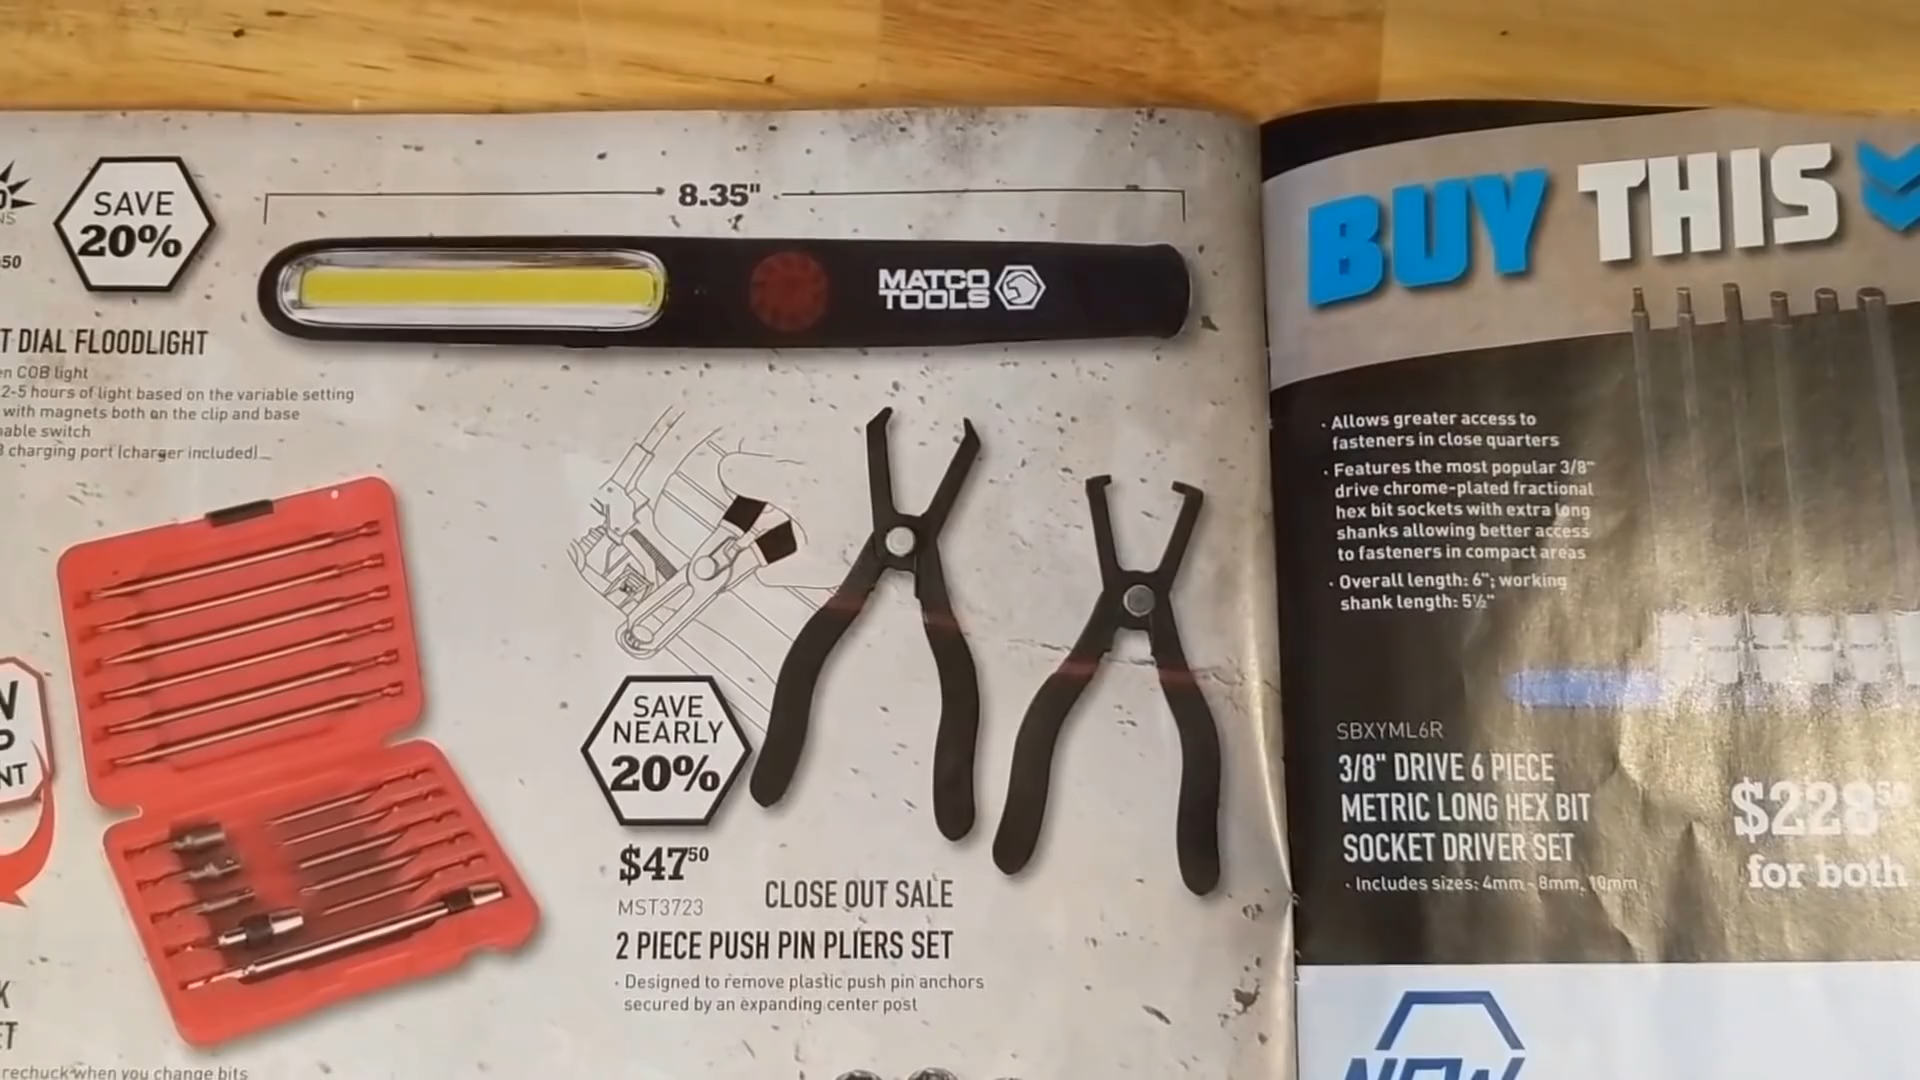 SAVE
20%
50
8.35"
MATCO
TOOLS
T DIAL FLOODLIGHT
en COB light
2-5 hours of light based on the variable setting
with magnets both on the clip and base
able switch
charging port (charger included)
SAVE
NEARLY
20%
$47⁵⁰
MST3723
CLOSE OUT SALE
2 PIECE PUSH PIN PLIERS SET
· Designed to remove plastic push pin anchors
secured by an expanding center post
rechuck when you change bits
BUY THIS
· Allows greater access to
fasteners in close quarters
· Features the most popular 3/8"
drive chrome-plated fractional
hex bit sockets with extra long
shanks allowing better access
to fasteners in compact areas
· Overall length: 6"; working
shank length: 5½"
SBXYML6R
3/8" DRIVE 6 PIECE
METRIC LONG HEX BIT
SOCKET DRIVER SET
· Includes sizes: 4mm - 8mm, 10mm
$228⁵⁰
for both
NEW